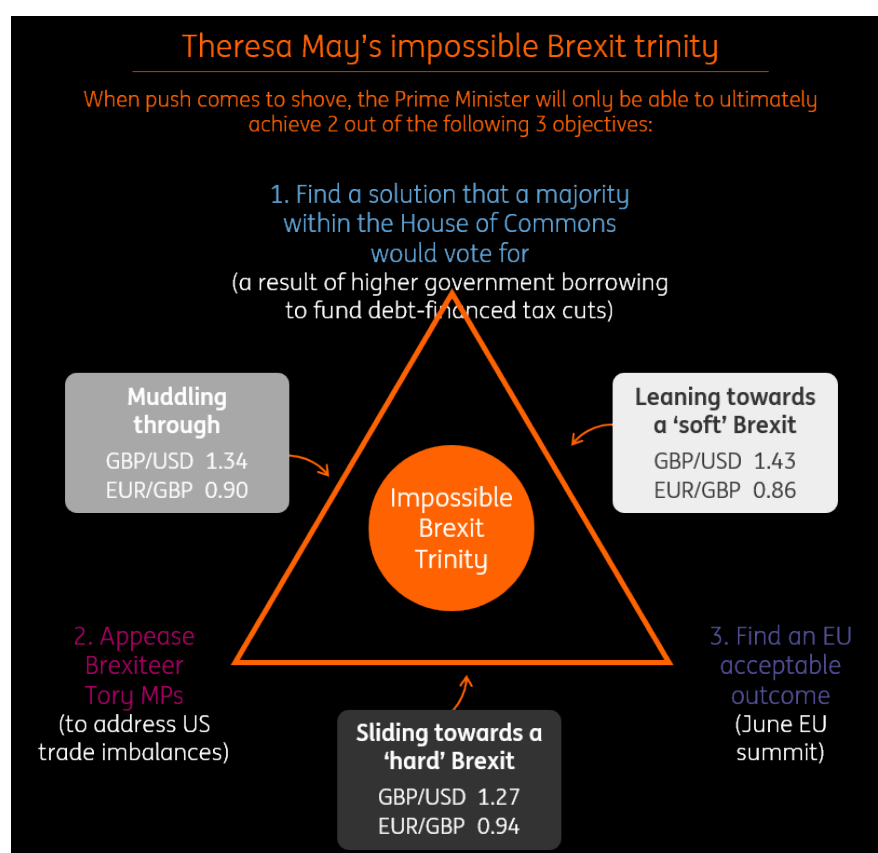 Theresa May's impossible Brexit trinity
When push comes to shove, the Prime Minister will only be able to ultimately
achieve 2 out of the following 3 objectives:
1. Find a solution that a majority
within the House of Commons
would vote for
(a result of higher government borrowing
to fund debt-financed tax cuts)
Muddling
through
GBP/USD 1.34
EUR/GBP 0.90
Leaning towards
a 'soft' Brexit
GBP/USD 1.43
EUR/GBP 0.86
Impossible
Brexit
Trinity
2. Appease
Brexiteer
Tory MPs
(to address US
trade imbalances)
3. Find an EU
acceptable
outcome
(June EU
summit)
Sliding towards a
'hard' Brexit
GBP/USD 1.27
EUR/GBP 0.94